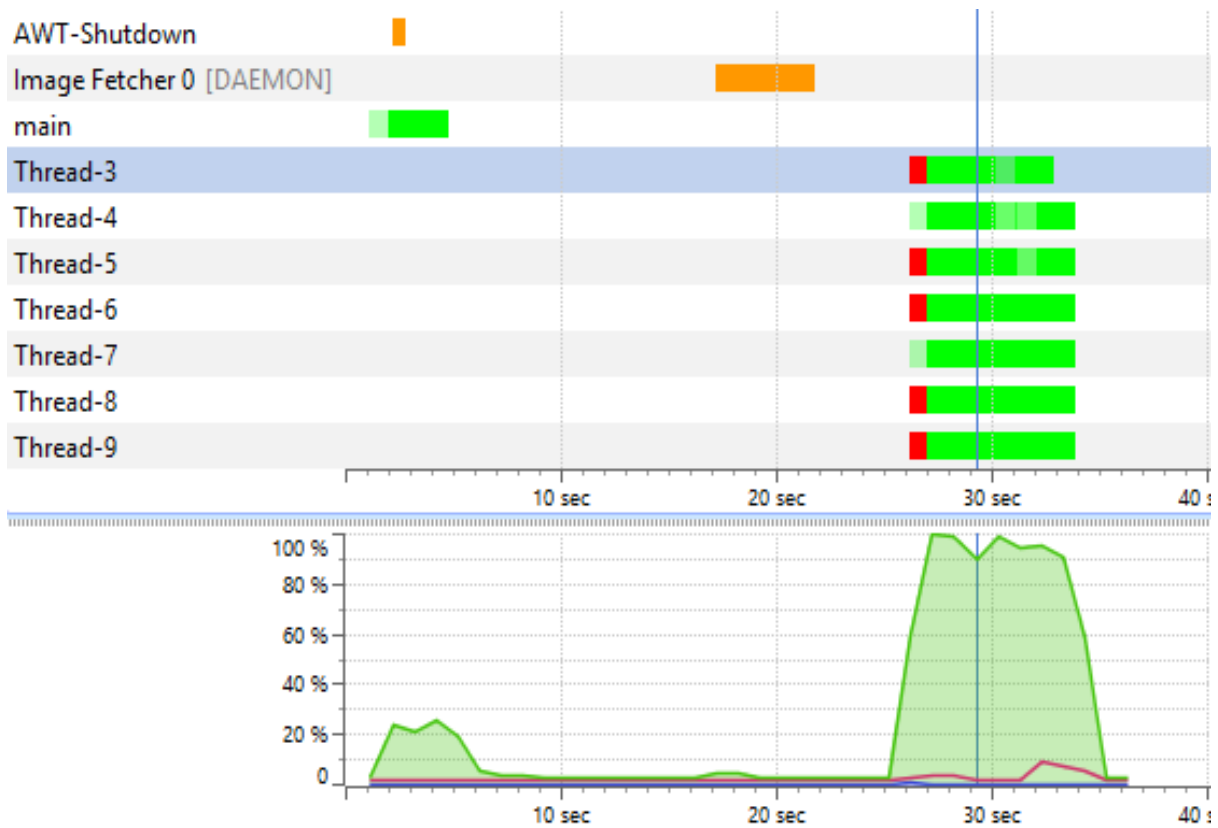 AWT-Shutdown
Image Fetcher 0 [DAEMON]
main
Thread-3
Thread-4
Thread-5
Thread-6
Thread-7
Thread-8
Thread-9
10 sec 20 sec 30 sec 40 s
100 %
80 %
60 %
40 %
20 %
0
10 sec 20 sec 30 sec 40 s